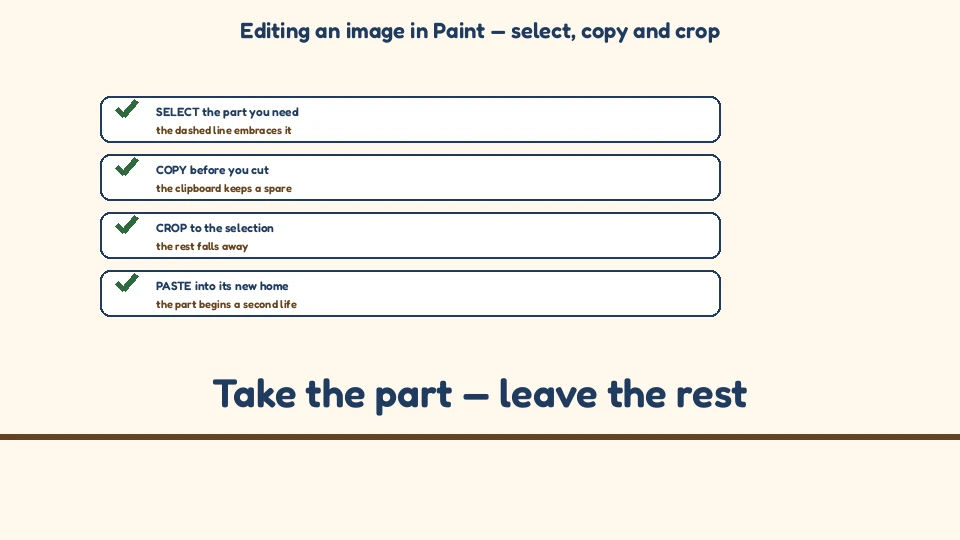 Editing an image in Paint — select, copy and crop
SELECT the part you need
the dashed line embraces it
COPY before you cut
the clipboard keeps a spare
CROP to the selection
the rest falls away
PASTE into its new home
the part begins a second life
Take the part — leave the rest